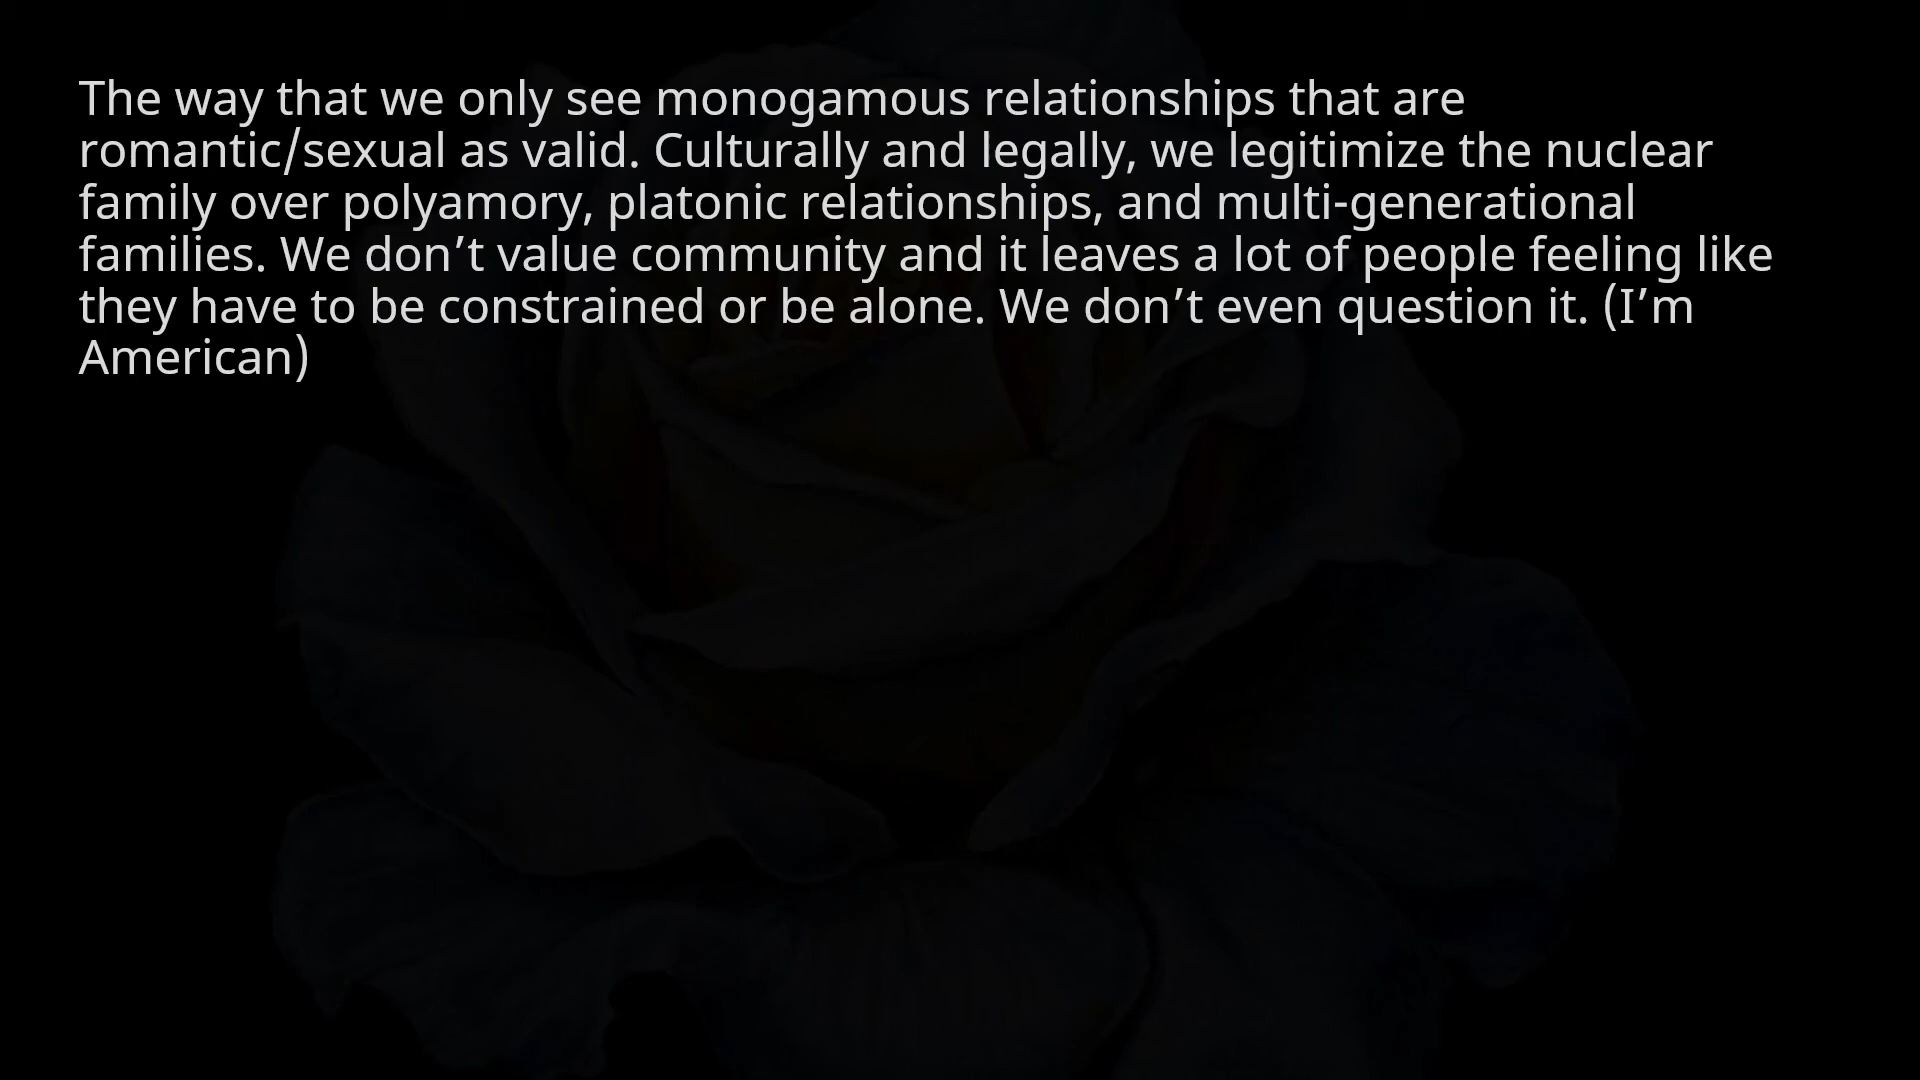 The way that we only see monogamous relationships that are
romantic/sexual as valid. Culturally and legally, we legitimize the nuclear
family over polyamory, platonic relationships, and multi-generational
families. We don’t value community and it leaves a lot of people feeling like
they have to be constrained or be alone. We don’t even question it. (I’m
American)